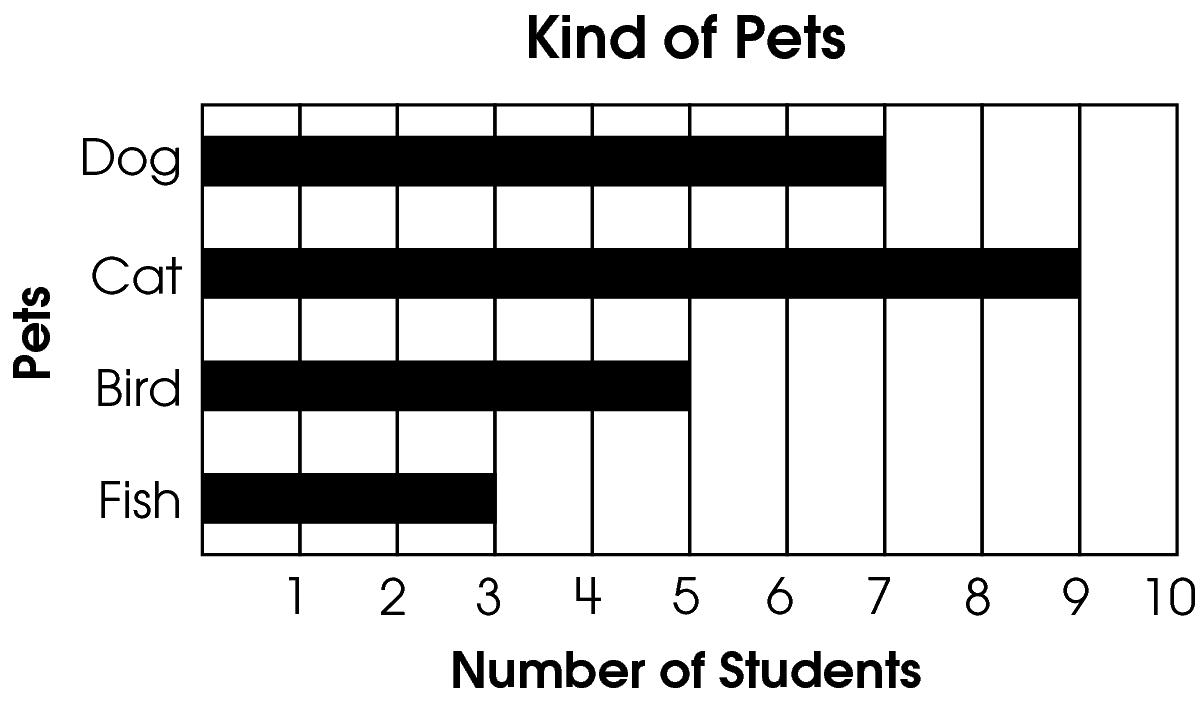 Kind of Pets
Dog
Cat
Bird
Fish
Pets
1 2 3 4 5 6 7 8 9 10
Number of Students